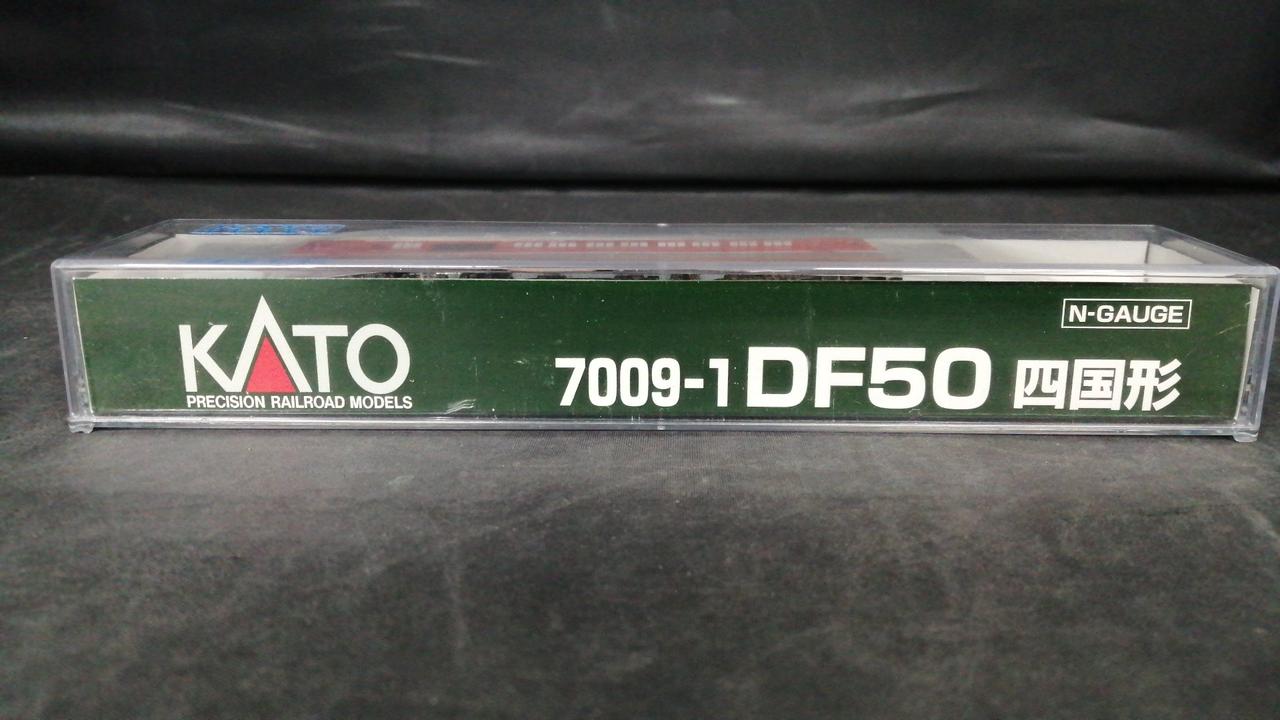 KATO
PRECISION RAILROAD MODELS
N-GAUGE
7009-1 DF50 四国形